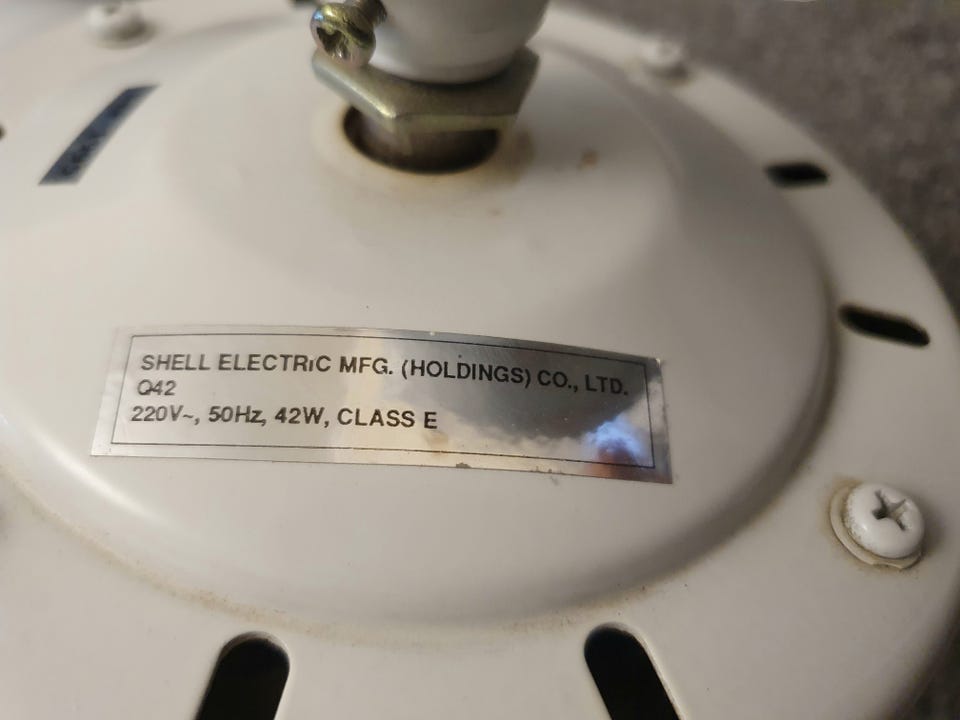 SHELL ELECTRIC MFG. (HOLDINGS) CO., LTD.
Q42
220V~, 50Hz, 42W, CLASS E